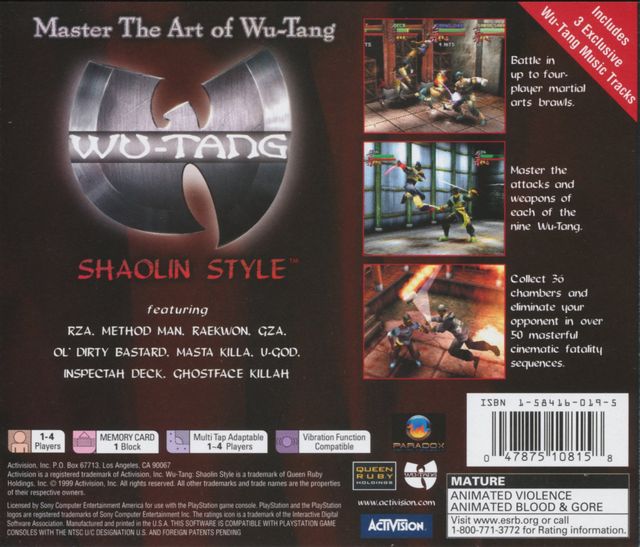 Master The Art of Wu-Tang
Includes
3 Exclusive
Wu-Tang Music Tracks
WU-TANG
SHAOLIN STYLE™
featuring
RZA, METHOD MAN, RAEKWON, GZA,
OL' DIRTY BASTARD, MASTA KILLA, U-GOD,
INSPECTAH DECK, GHOSTFACE KILLAH
Battle in
up to four-
player martial
arts brawls.
Master the
attacks and
weapons of
each of the
nine Wu-Tang.
Collect 36
chambers and
eliminate your
opponent in over
50 masterful
cinematic fatality
sequences.
1-4
Players
MEMORY CARD
1 Block
Multi Tap Adaptable
1-4 Players
Vibration Function
Compatible
PARADOX
ISBN 1-58416-019-5
0 47875 10815 8
Activision, Inc. P.O. Box 67713, Los Angeles, CA 90067
Activision is a registered trademark of Activision, Inc. Wu-Tang: Shaolin Style is a trademark of Queen Ruby
Holdings, Inc. © 1999 Activision, Inc. All rights reserved. All other trademarks and trade names are the properties
of their respective owners.
Licensed by Sony Computer Entertainment America for use with the PlayStation game console. PlayStation and the PlayStation
logos are registered trademarks of Sony Computer Entertainment Inc. The ratings icon is a trademark of the Interactive Digital
Software Association. Manufactured and printed in the U.S.A. THIS SOFTWARE IS COMPATIBLE WITH PLAYSTATION GAME
CONSOLES WITH THE NTSC U/C DESIGNATION. U.S. AND FOREIGN PATENTS PENDING
QUEEN
RUBY
HOLDINGS
www.activision.com
ACTIVISION
MATURE
ANIMATED VIOLENCE
ANIMATED BLOOD & GORE
Visit www.esrb.org or call
1-800-771-3772 for Rating Information.